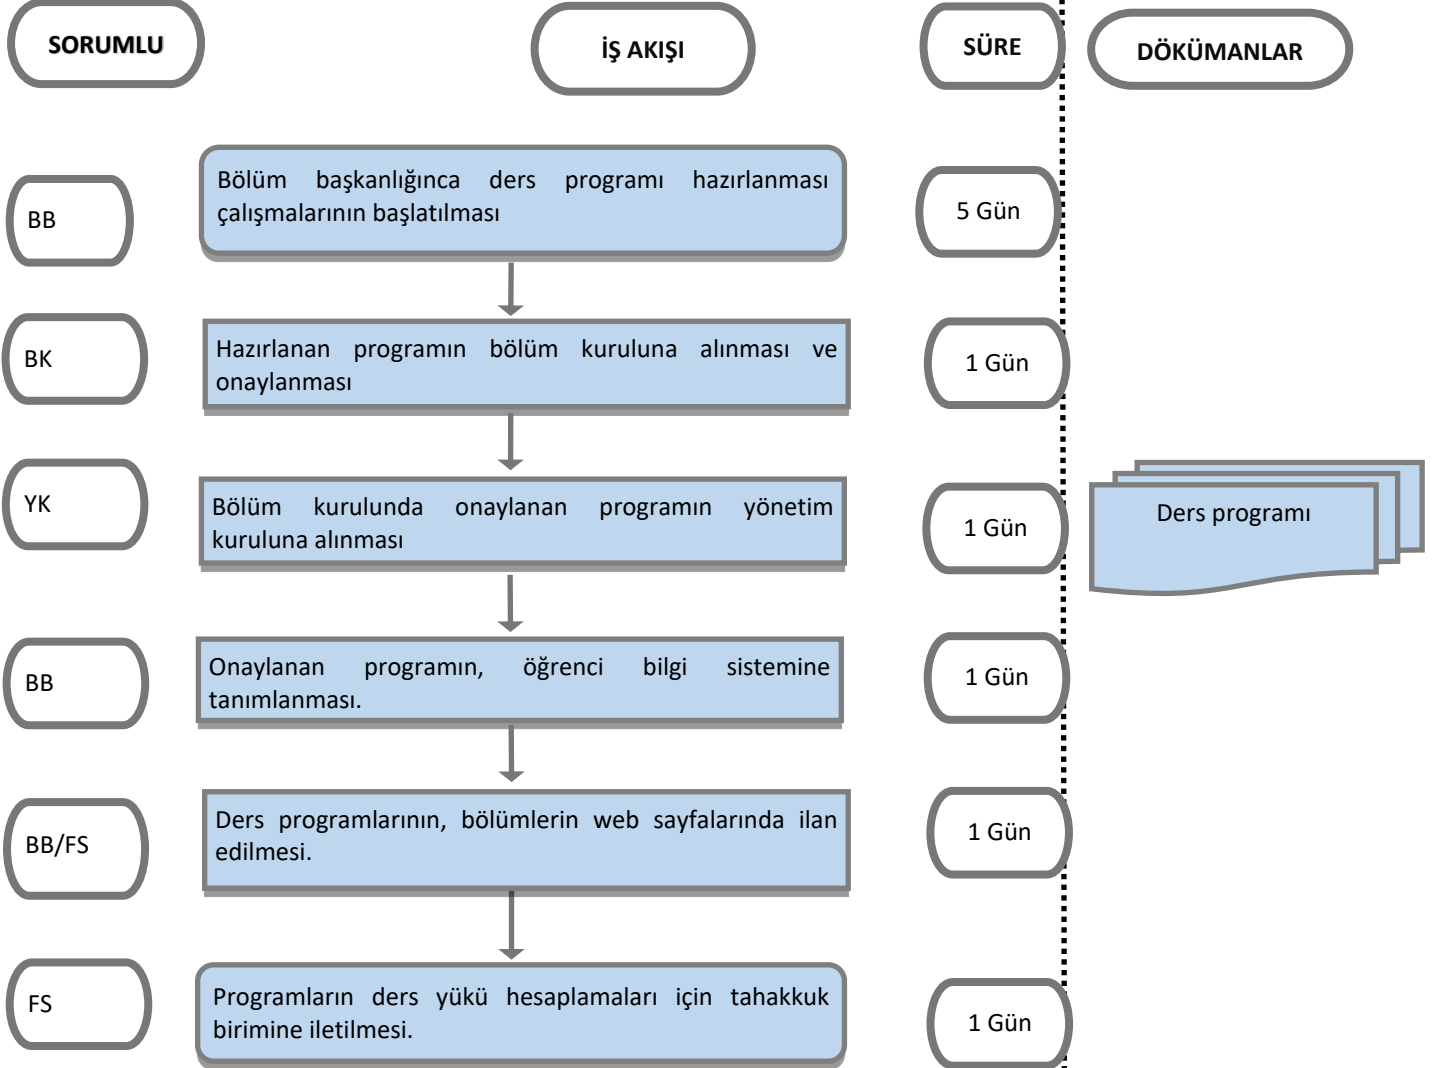 SORUMLU
İŞ AKIŞI
SÜRE
DÖKÜMANLAR
BB
Bölüm başkanlığınca ders programı hazırlanması
çalışmalarının başlatılması
5 Gün
BK
Hazırlanan programın bölüm kuruluna alınması ve
onaylanması
1 Gün
YK
Bölüm kurulunda onaylanan programın yönetim
kuruluna alınması
1 Gün
Ders programı
BB
Onaylanan programın, öğrenci bilgi sistemine
tanımlanması.
1 Gün
BB/FS
Ders programlarının, bölümlerin web sayfalarında ilan
edilmesi.
1 Gün
FS
Programların ders yükü hesaplamaları için tahakkuk
birimine iletilmesi.
1 Gün